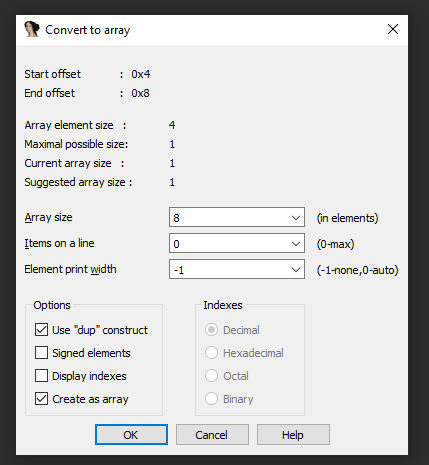 Convert to array
Start offset : 0x4
End offset : 0x8
Array element size : 4
Maximal possible size: 1
Current array size : 1
Suggested array size : 1
Array size 8 (in elements)
Items on a line 0 (0-max)
Element print width -1 (-1-none,0-auto)
Options Indexes
Use "dup" construct Decimal
Signed elements Hexadecimal
Display indexes Octal
Create as array Binary
OK Cancel Help